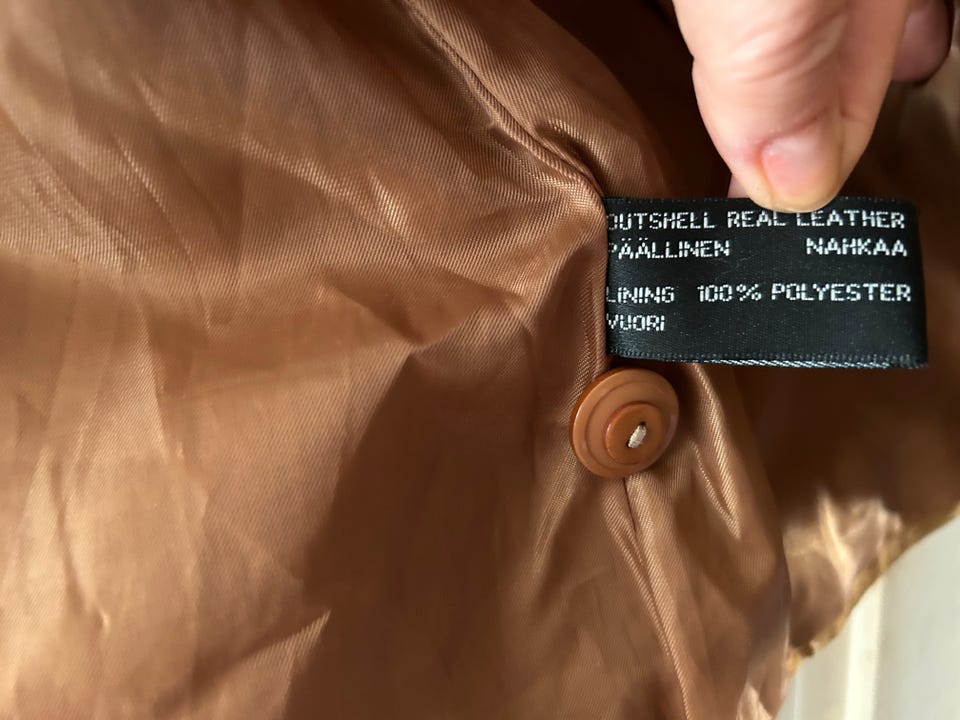 OUTSHELL REAL LEATHER
PÄÄLLINEN NAHKAA
LINING 100% POLYESTER
VUORI